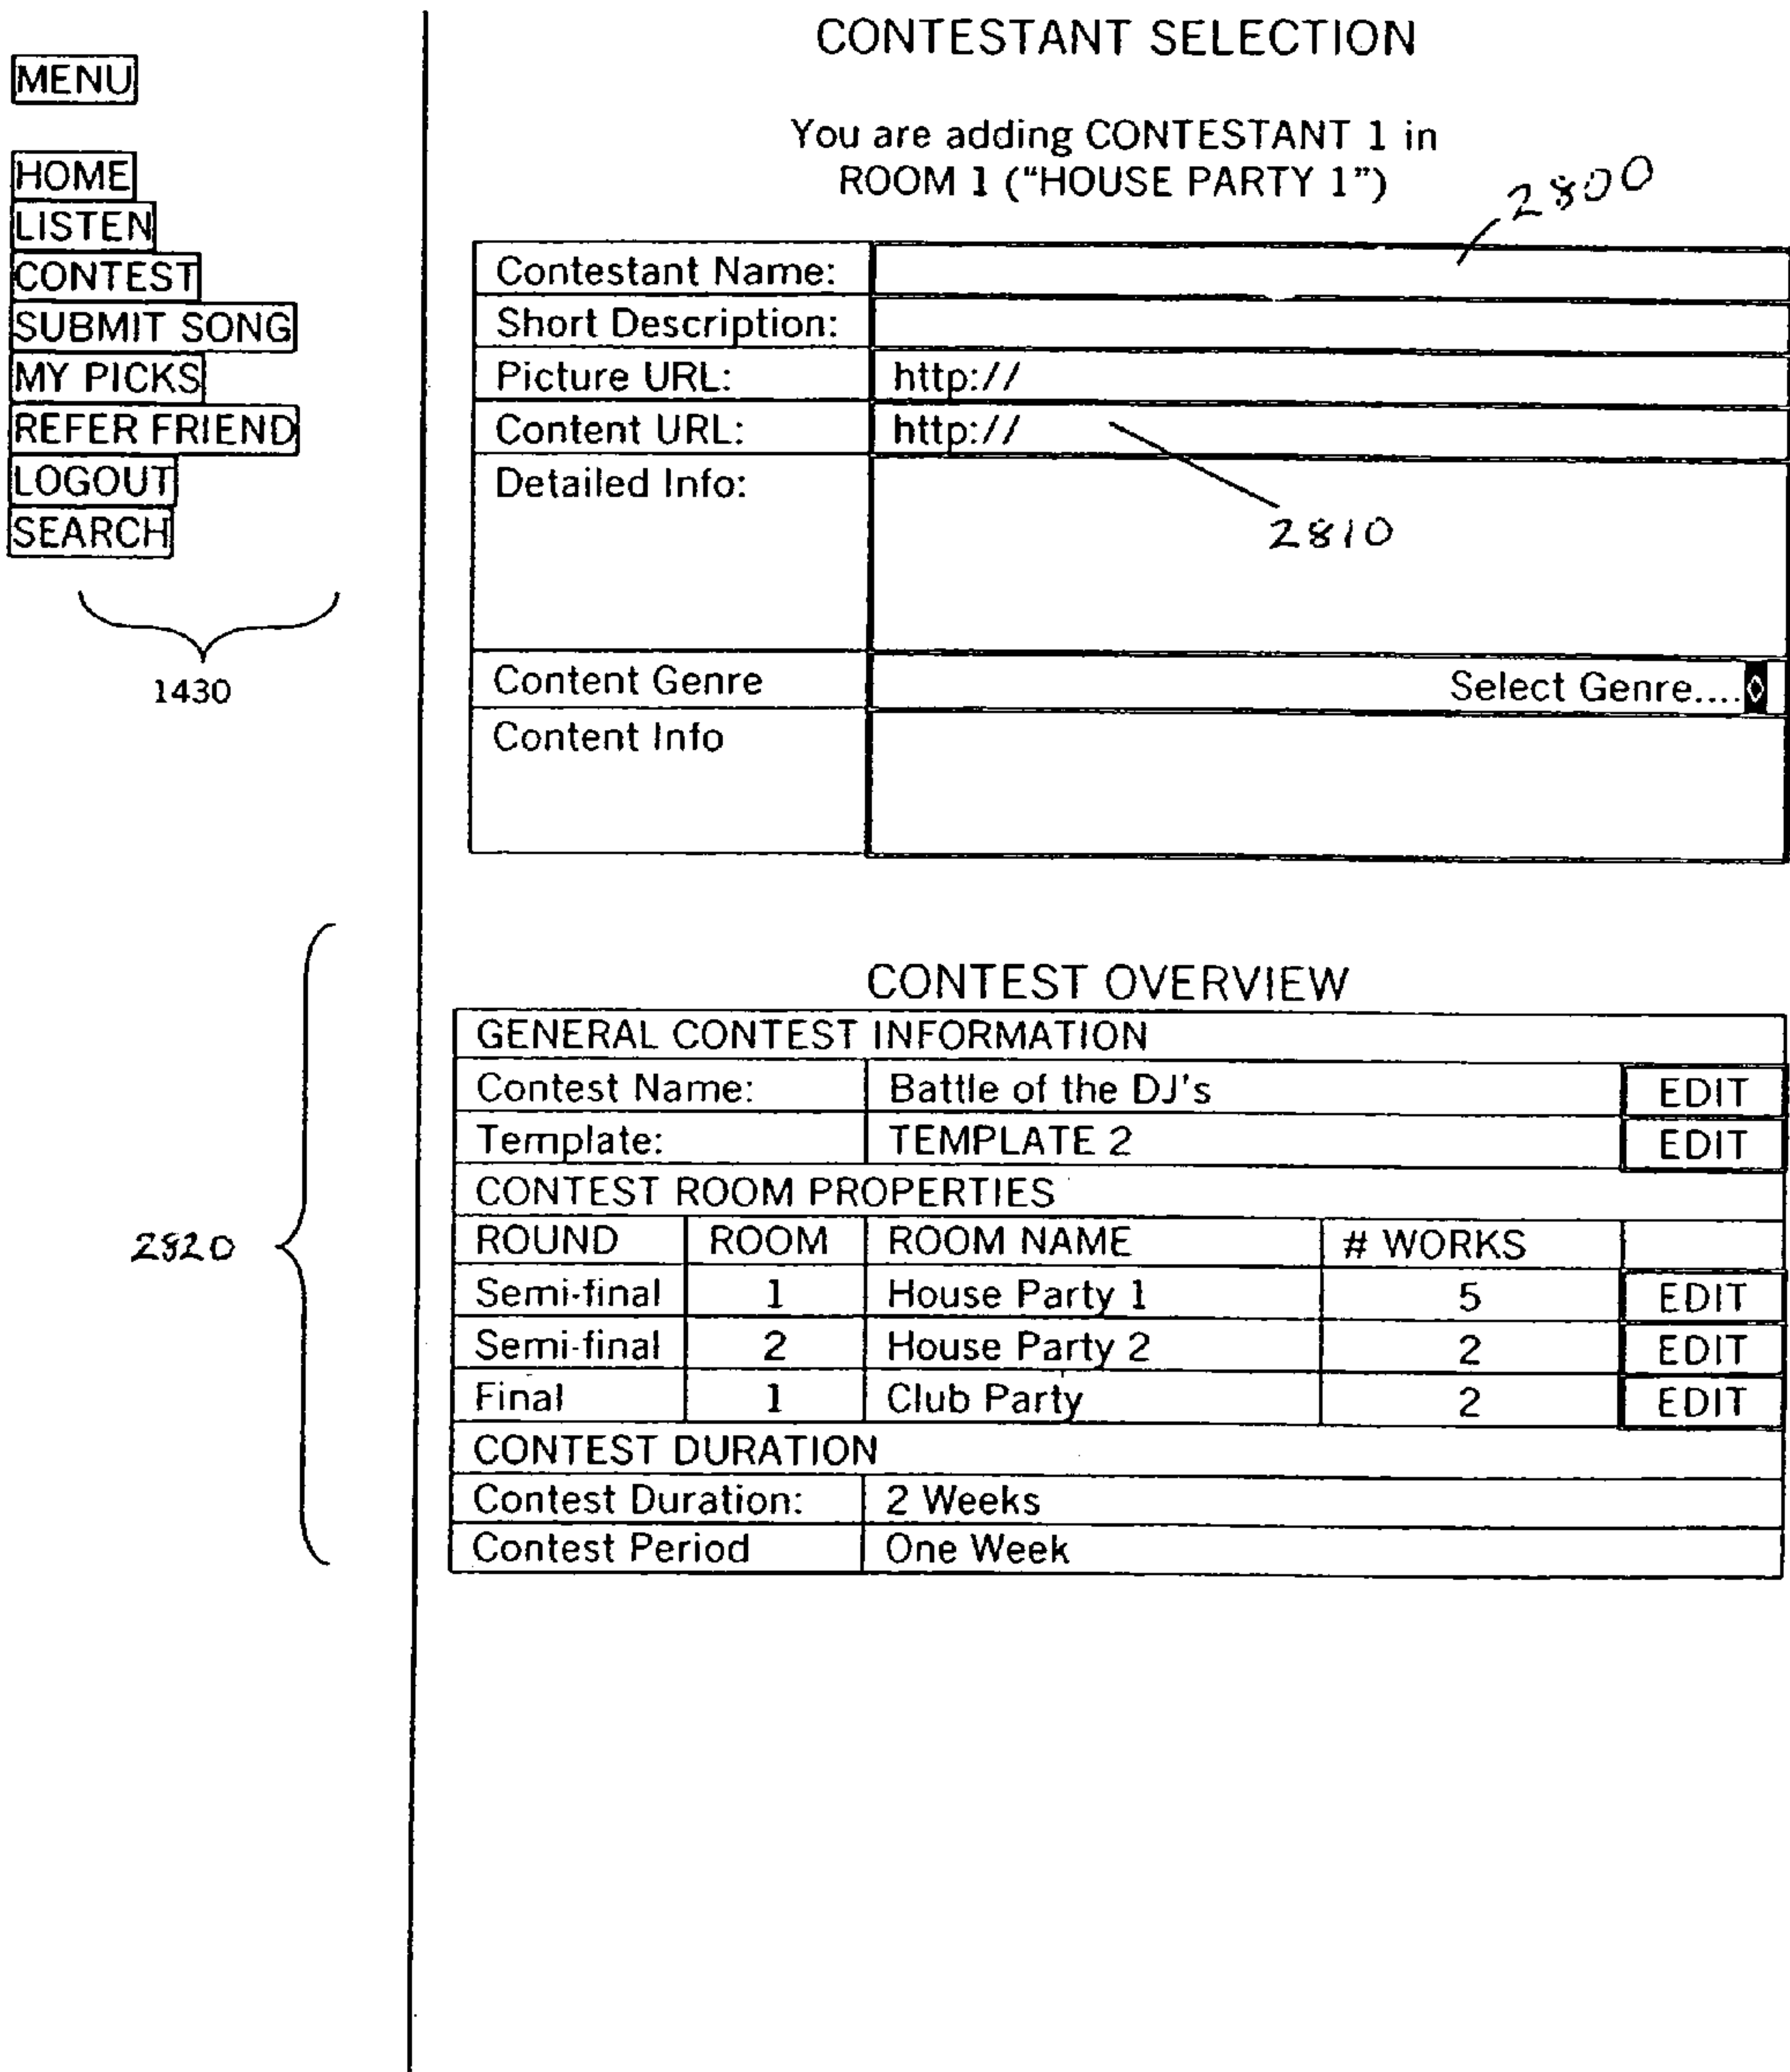 MENU
HOME
LISTEN
CONTEST
SUBMIT SONG
MY PICKS
REFER FRIEND
LOGOUT
SEARCH
1430
CONTESTANT SELECTION
You are adding CONTESTANT 1 in
ROOM 1 ("HOUSE PARTY 1")
2800
Contestant Name:
Short Description:
Picture URL: http://
Content URL: http://
2810
Detailed Info:
Content Genre Select Genre....
Content Info
2820
CONTEST OVERVIEW
GENERAL CONTEST INFORMATION
Contest Name: Battle of the DJ's EDIT
Template: TEMPLATE 2 EDIT
CONTEST ROOM PROPERTIES
ROUND ROOM ROOM NAME # WORKS
Semi-final 1 House Party 1 5 EDIT
Semi-final 2 House Party 2 2 EDIT
Final 1 Club Party 2 EDIT
CONTEST DURATION
Contest Duration: 2 Weeks
Contest Period One Week